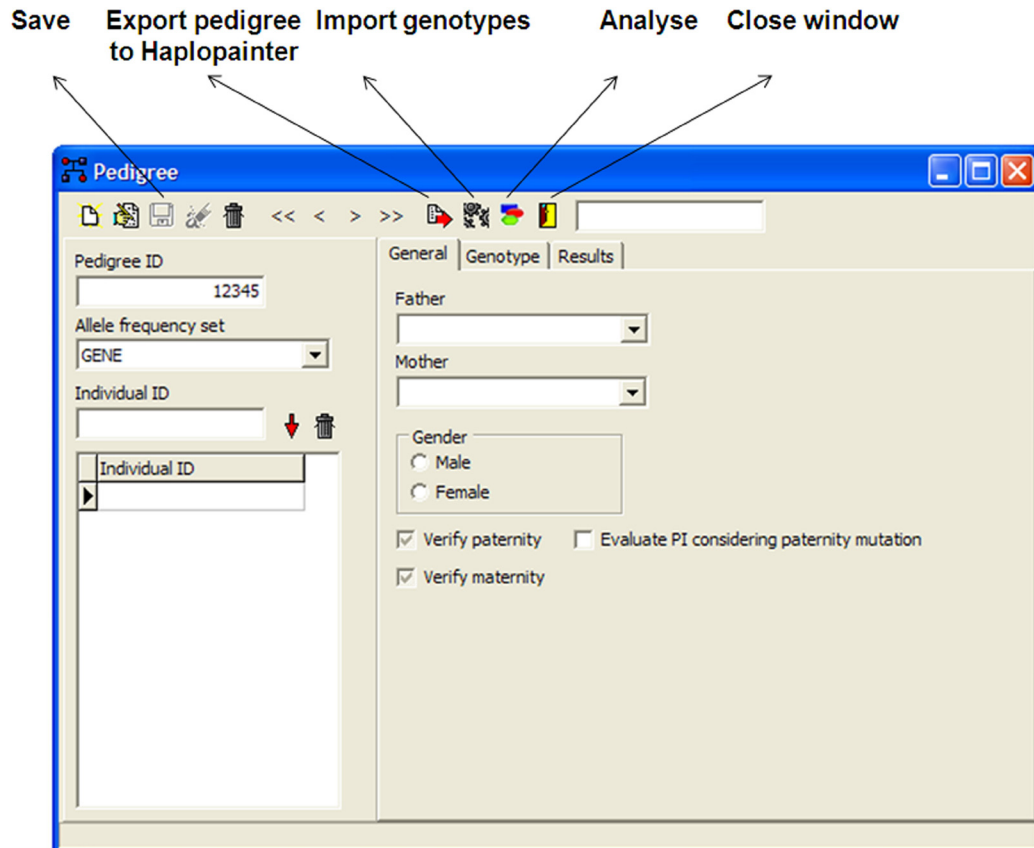 Save Export pedigree Import genotypes Analyse Close window
to Haplopainter
Pedigree
<< < > >>
General Genotype Results
Pedigree ID
12345
Allele frequency set
GENE
Individual ID
Individual ID
Father
Mother
Gender
Male
Female
Verify paternity Evaluate PI considering paternity mutation
Verify maternity